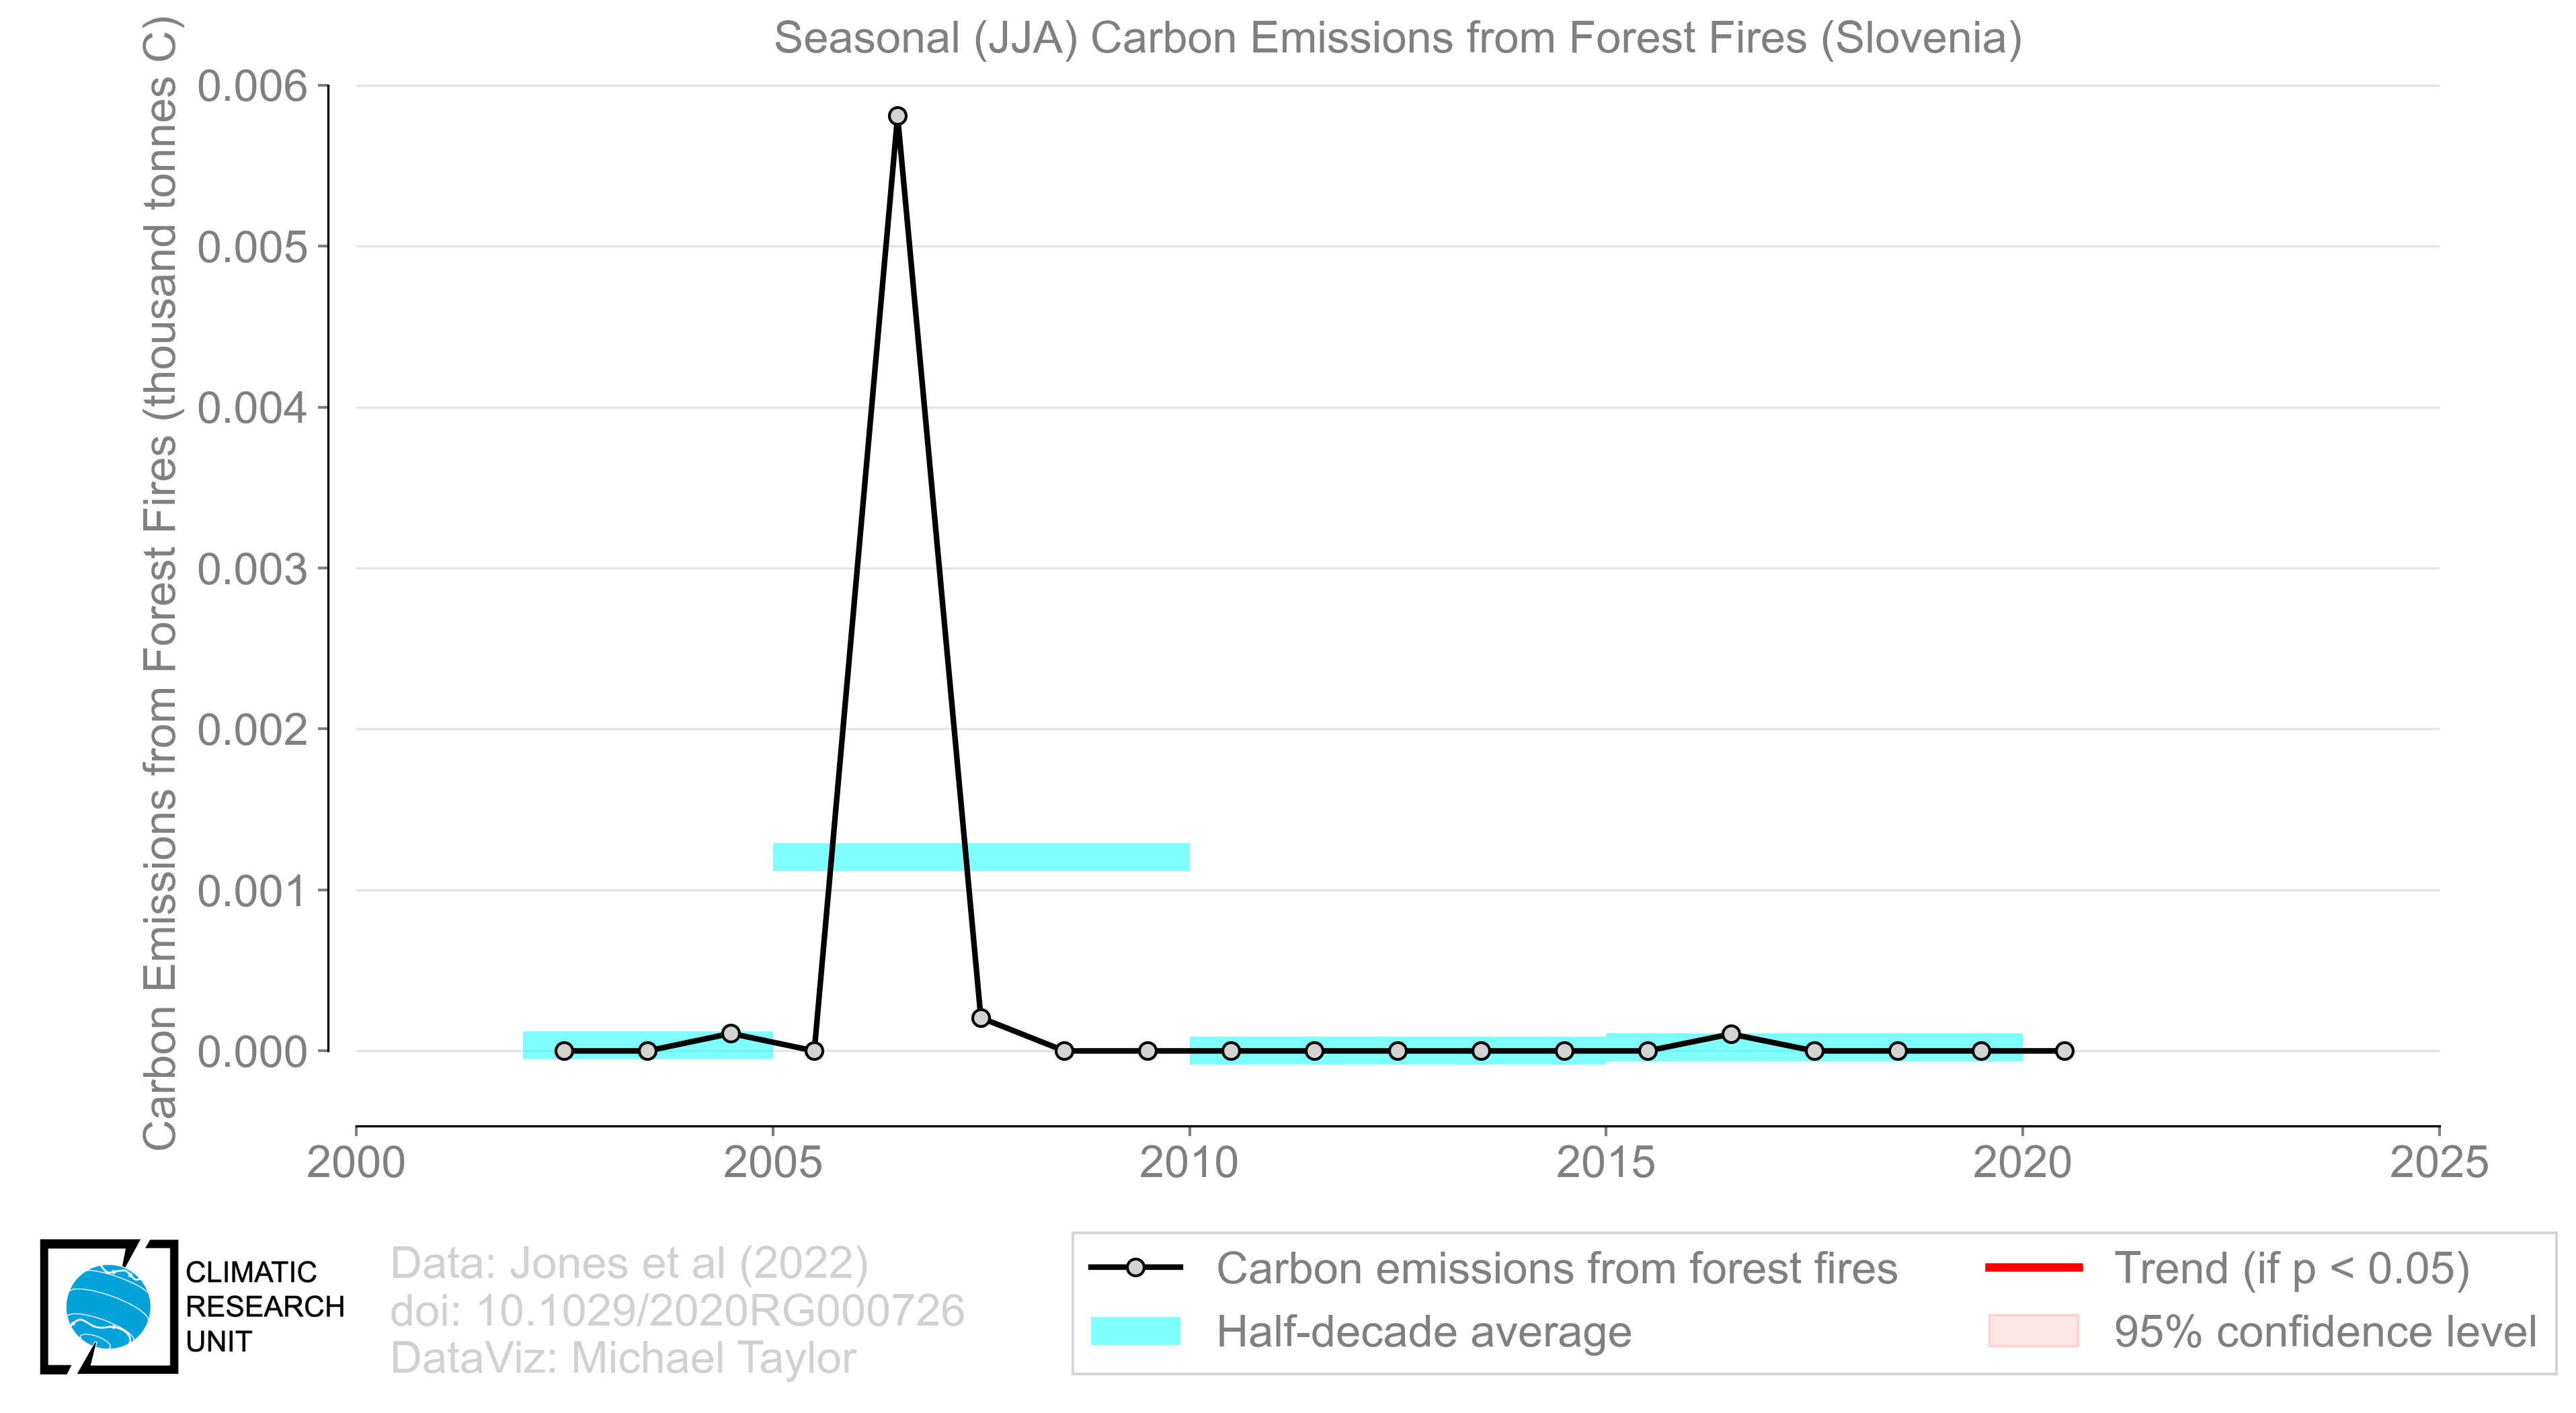 Seasonal (JJA) Carbon Emissions from Forest Fires (Slovenia)
Carbon Emissions from Forest Fires (thousand tonnes C)
0.006
0.005
0.004
0.003
0.002
0.001
0.000
2000
2005
2010
2015
2020
2025
CLIMATIC
RESEARCH
UNIT
Data: Jones et al (2022)
doi: 10.1029/2020RG000726
DataViz: Michael Taylor
Carbon emissions from forest fires
Half-decade average
Trend (if p < 0.05)
95% confidence level